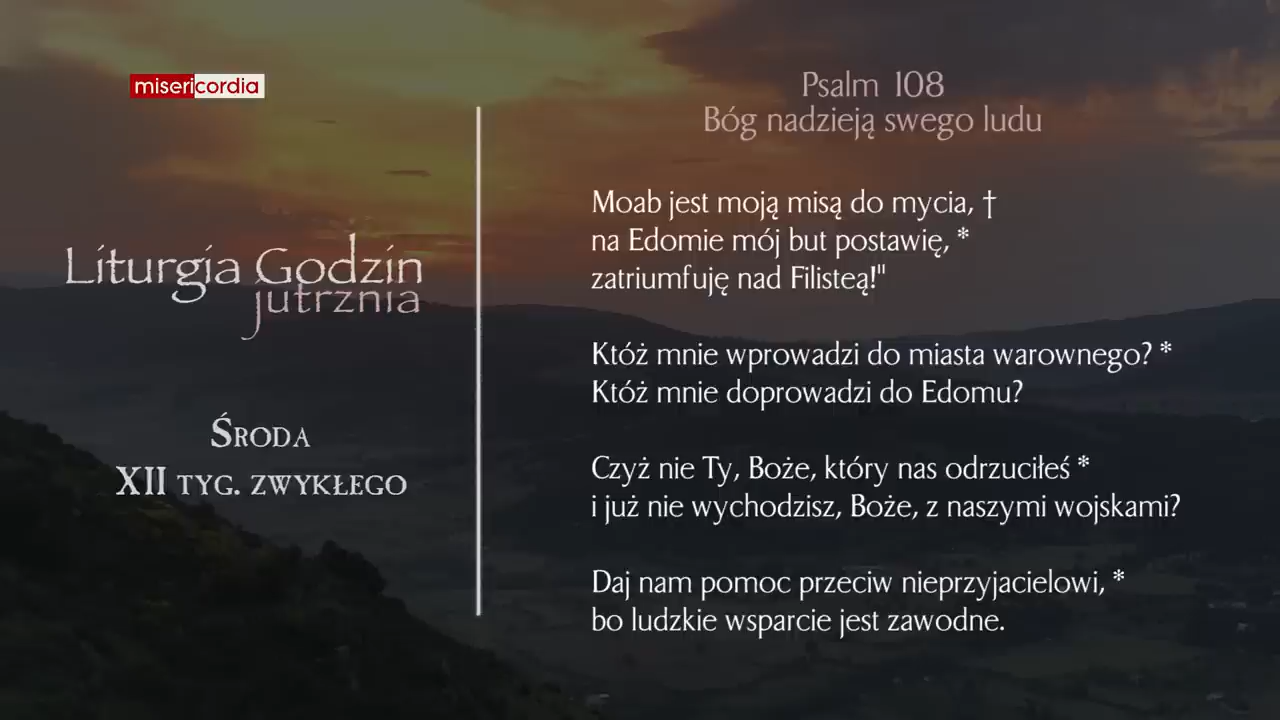 misericordia
Liturgia Godzin
jutrznia
Środa
XII tyg. zwykłego
Psalm 108
Bóg nadzieją swego ludu
Moab jest moją misą do mycia, †
na Edomie mój but postawię, *
zatriumfuję nad Filisteą!"
Któż mnie wprowadzi do miasta warownego? *
Któż mnie doprowadzi do Edomu?
Czyż nie Ty, Boże, który nas odrzuciłeś *
i już nie wychodzisz, Boże, z naszymi wojskami?
Daj nam pomoc przeciw nieprzyjacielowi, *
bo ludzkie wsparcie jest zawodne.